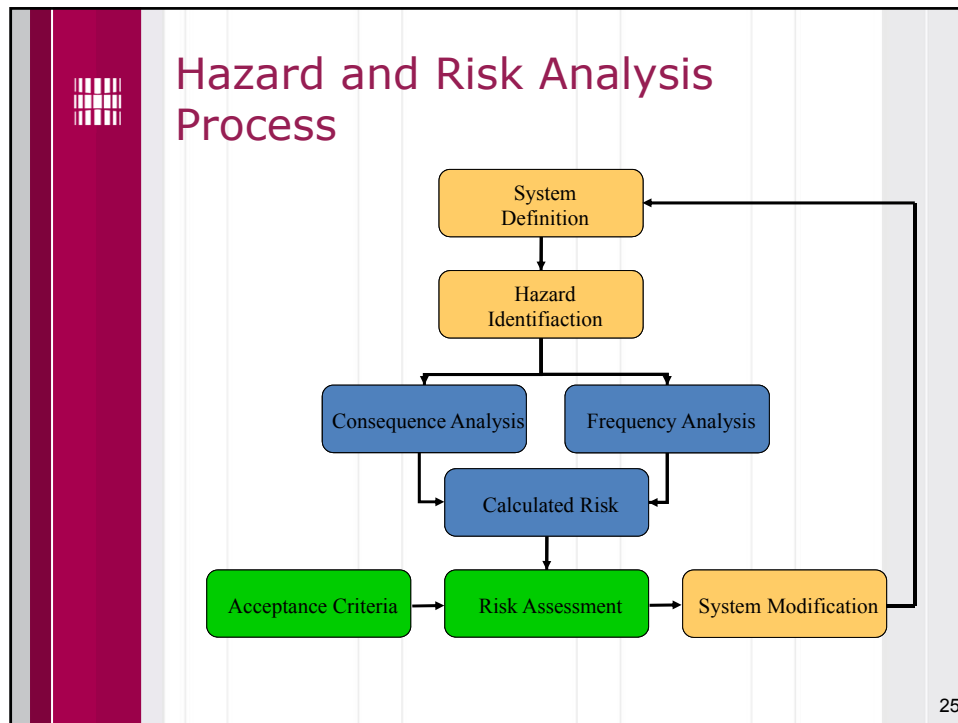 Hazard and Risk Analysis
Process
System
Definition
Hazard
Identifiaction
Consequence Analysis
Frequency Analysis
Calculated Risk
Acceptance Criteria
Risk Assessment
System Modification
25